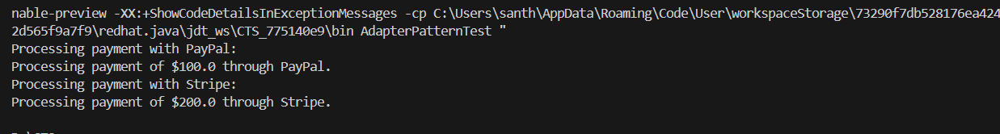 nable-preview -XX:+ShowCodeDetailsInExceptionMessages -cp C:\Users\santh\AppData\Roaming\Code\User\workspaceStorage\73290f7db528176ea424
2d565f9a7f9\redhat.java\jdt_ws\CTS_775140e9\bin AdapterPatternTest "
Processing payment with PayPal:
Processing payment of $100.0 through PayPal.
Processing payment with Stripe:
Processing payment of $200.0 through Stripe.